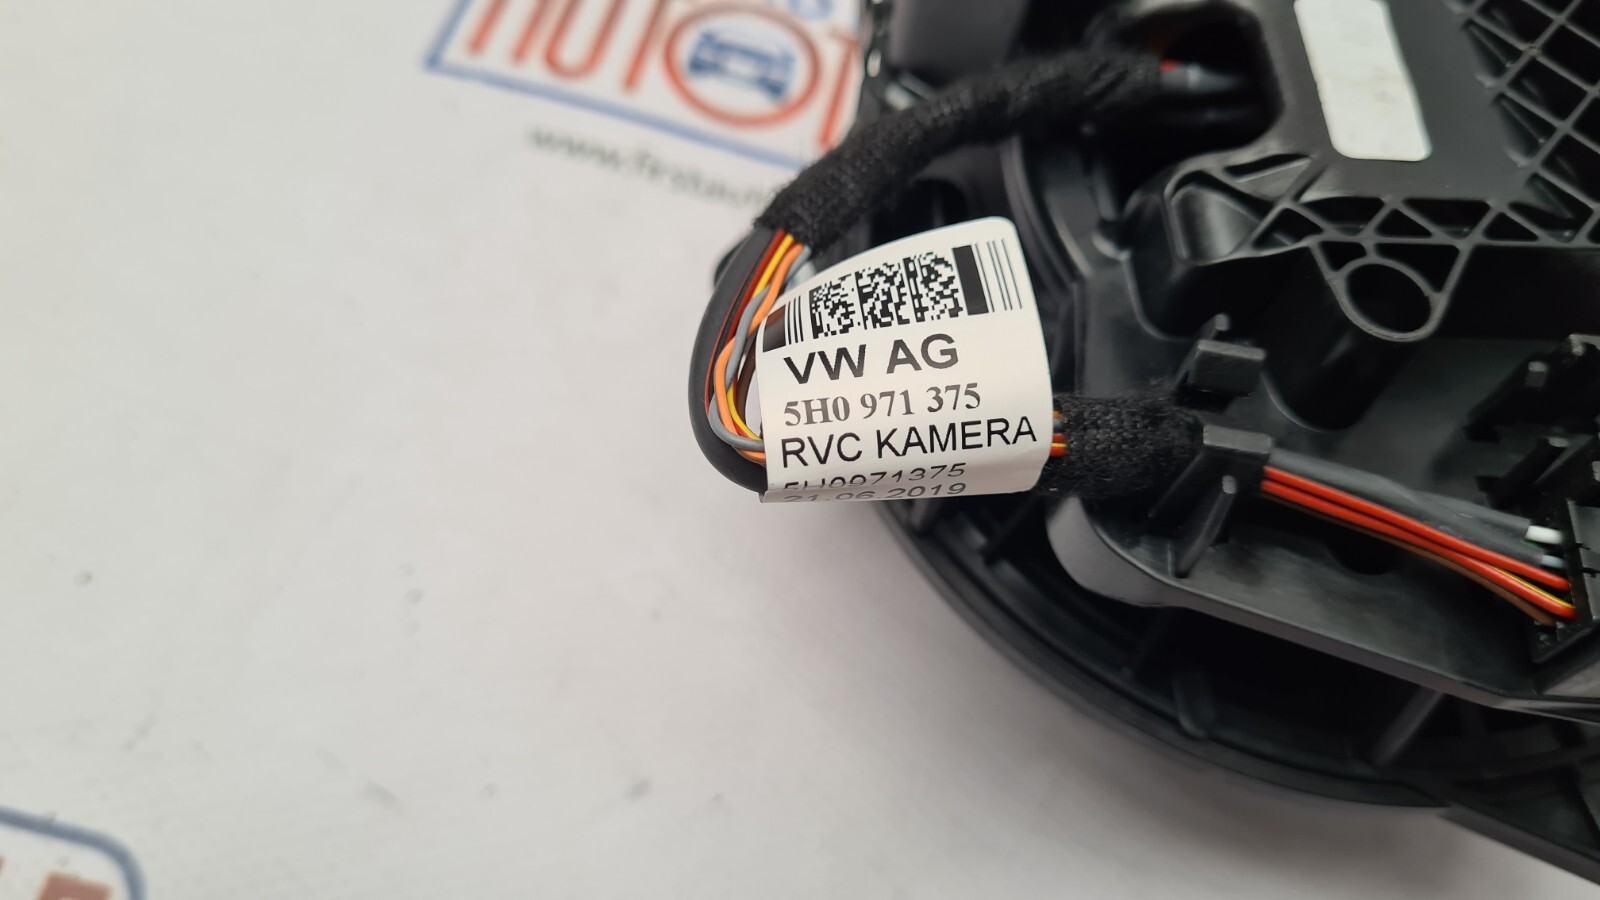 VW AG
5H0 971 375
RVC KAMERA
5H0971375
21.06.2019